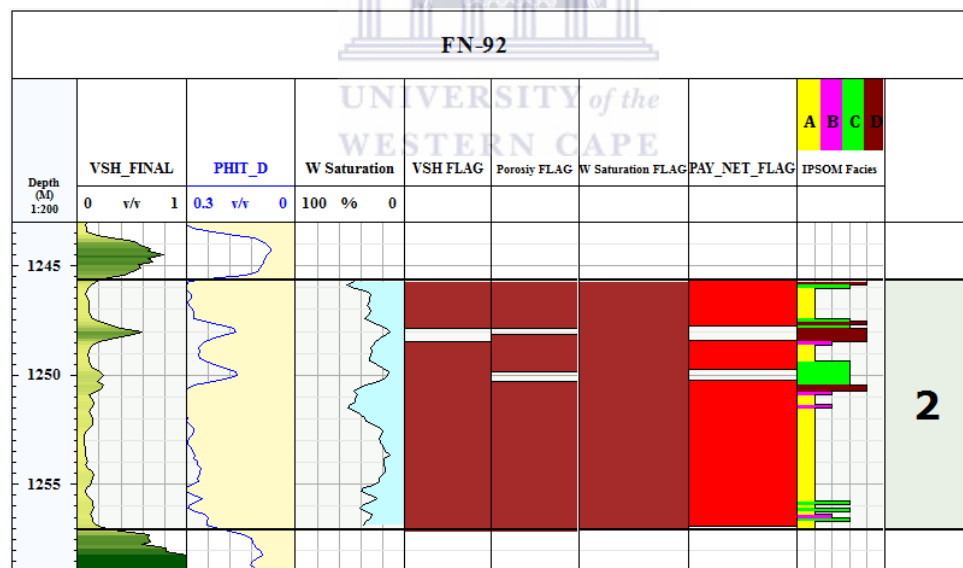 FN-92
UNIVERSITY of the
WESTERN CAPE
A B C D
Depth
(M)
1:200
VSH_FINAL PHIT_D W Saturation VSH FLAG Porosiy FLAG W Saturation FLAG PAY_NET_FLAG IPSOM Facies
0 v/v 1 0.3 v/v 0 100 % 0
1245
1250
2
1255